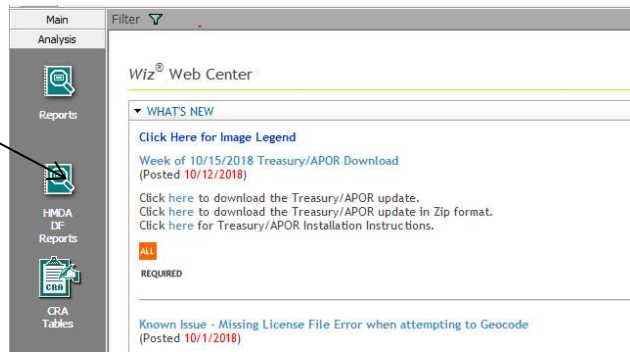 Main
Analysis
Reports
HMDA
DF
Reports
CRA
CRA
Tables
Filter
Wiz® Web Center
WHAT'S NEW
Click Here for Image Legend
Week of 10/15/2018 Treasury/APOR Download
(Posted 10/12/2018)
Click here to download the Treasury/APOR update.
Click here to download the Treasury/APOR update in Zip format.
Click here for Treasury/APOR Installation Instructions.
ALL
REQUIRED
Known Issue - Missing License File Error when attempting to Geocode
(Posted 10/1/2018)